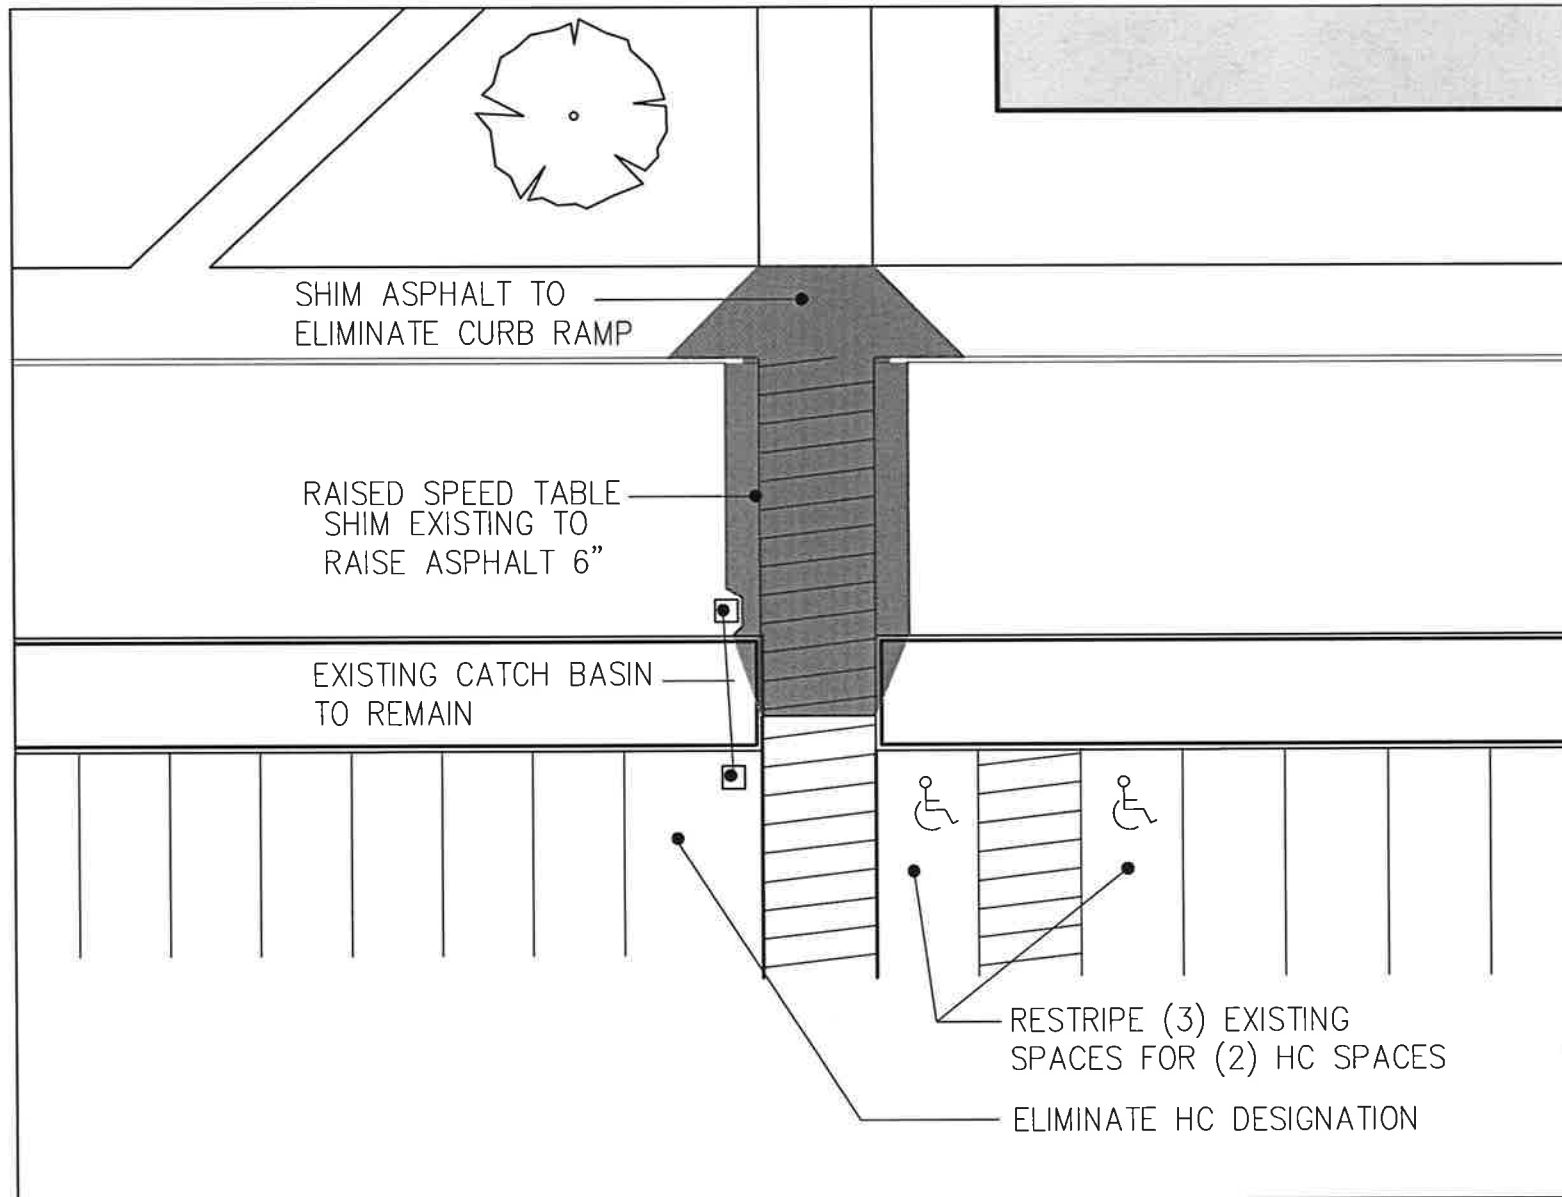 SHIM ASPHALT TO
ELIMINATE CURB RAMP
RAISED SPEED TABLE
SHIM EXISTING TO
RAISE ASPHALT 6”
EXISTING CATCH BASIN
TO REMAIN
RESTRIPE (3) EXISTING
SPACES FOR (2) HC SPACES
ELIMINATE HC DESIGNATION